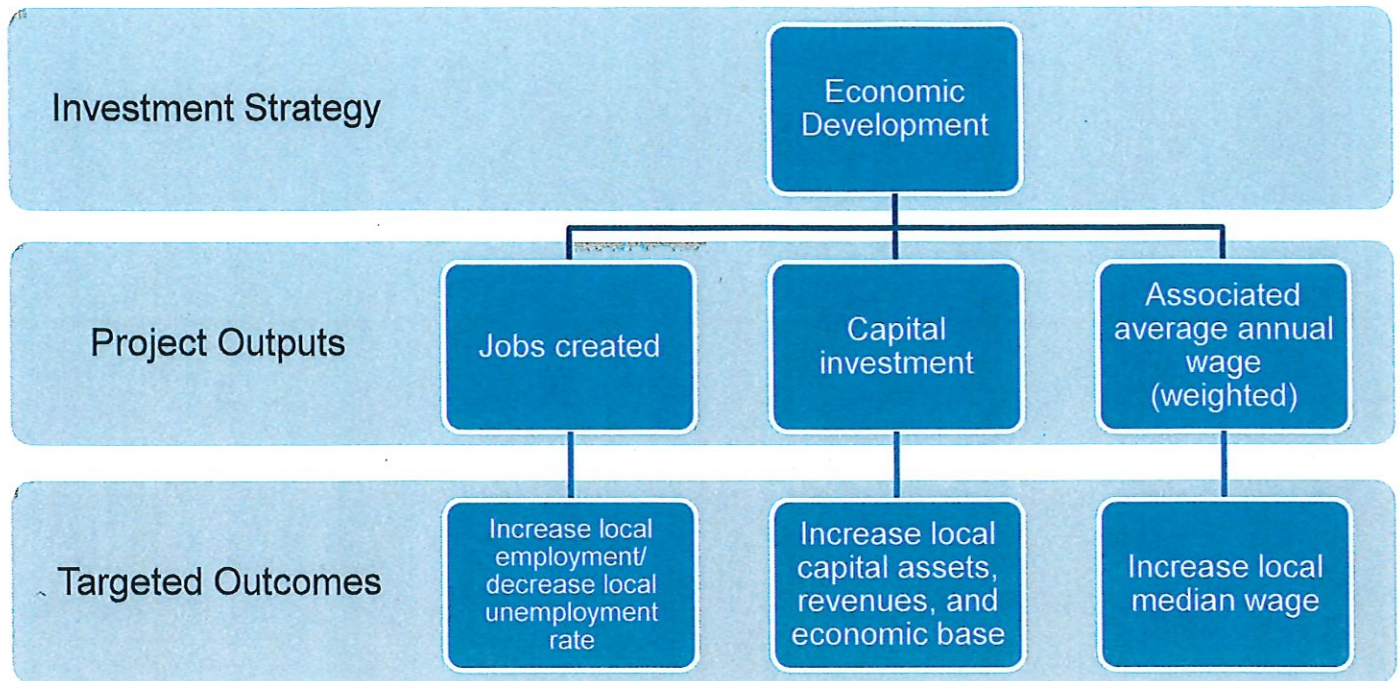 Investment Strategy
Economic
Development
Project Outputs
Jobs created
Capital
investment
Associated
average annual
wage
(weighted)
Targeted Outcomes
Increase local
employment/
decrease local
unemployment
rate
Increase local
capital assets,
revenues, and
economic base
Increase local
median wage